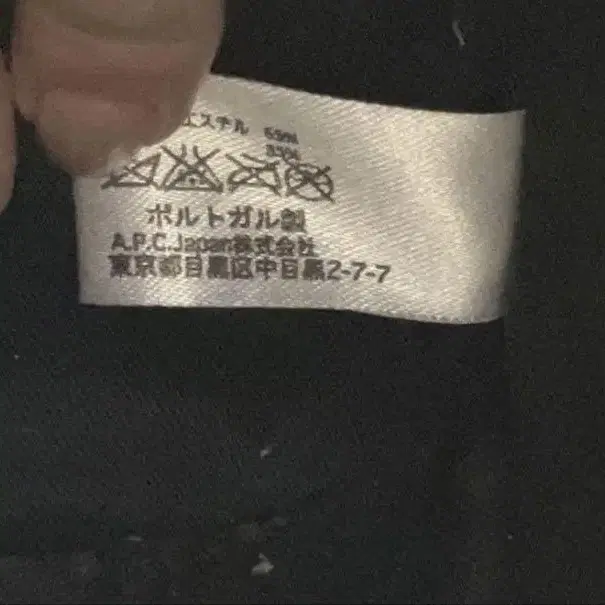 エステル
ポルトガル製
A.P.C.Japan株式会社
東京都目黒区中目黒2-7-7